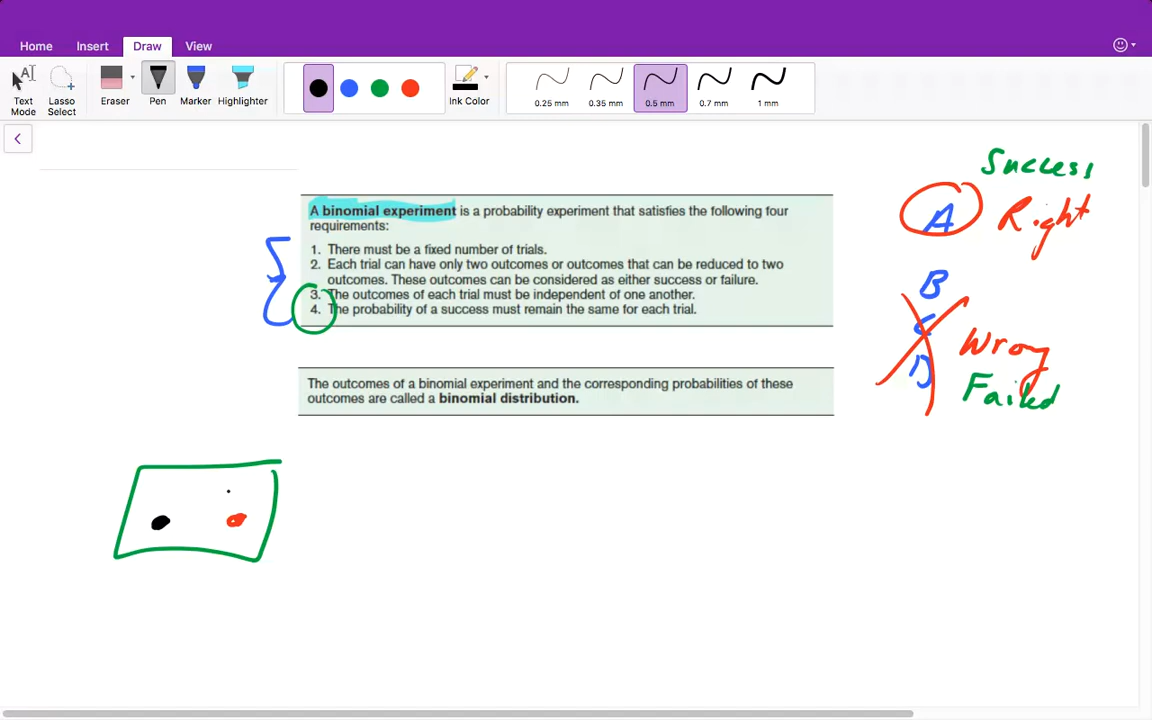 Home Insert Draw View
Text Mode
Lasso Select
Eraser
Pen
Marker
Highlighter
Ink Color
0.25 mm
0.35 mm
0.5 mm
0.7 mm
1 mm
A binomial experiment is a probability experiment that satisfies the following four
requirements:
1. There must be a fixed number of trials.
2. Each trial can have only two outcomes or outcomes that can be reduced to two
outcomes. These outcomes can be considered as either success or failure.
3. The outcomes of each trial must be independent of one another.
4. The probability of a success must remain the same for each trial.
The outcomes of a binomial experiment and the corresponding probabilities of these
outcomes are called a binomial distribution.
Success
A Right
B
C Wrong
D Failed